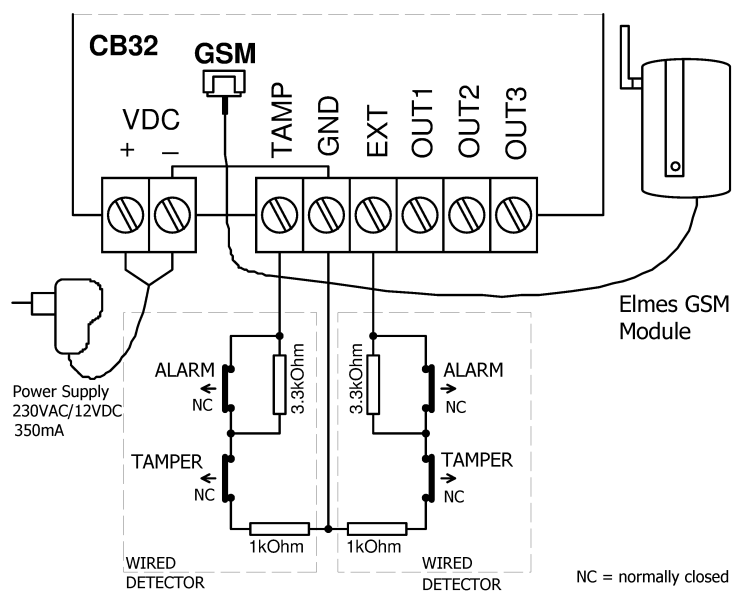 CB32
GSM
VDC
+ –
TAMP
GND
EXT
OUT1
OUT2
OUT3
Elmes GSM
Module
Power Supply
230VAC/12VDC
350mA
ALARM
NC
3.3kOhm
3.3kOhm
ALARM
NC
TAMPER
NC
TAMPER
NC
1kOhm
1kOhm
WIRED
DETECTOR
WIRED
DETECTOR
NC = normally closed